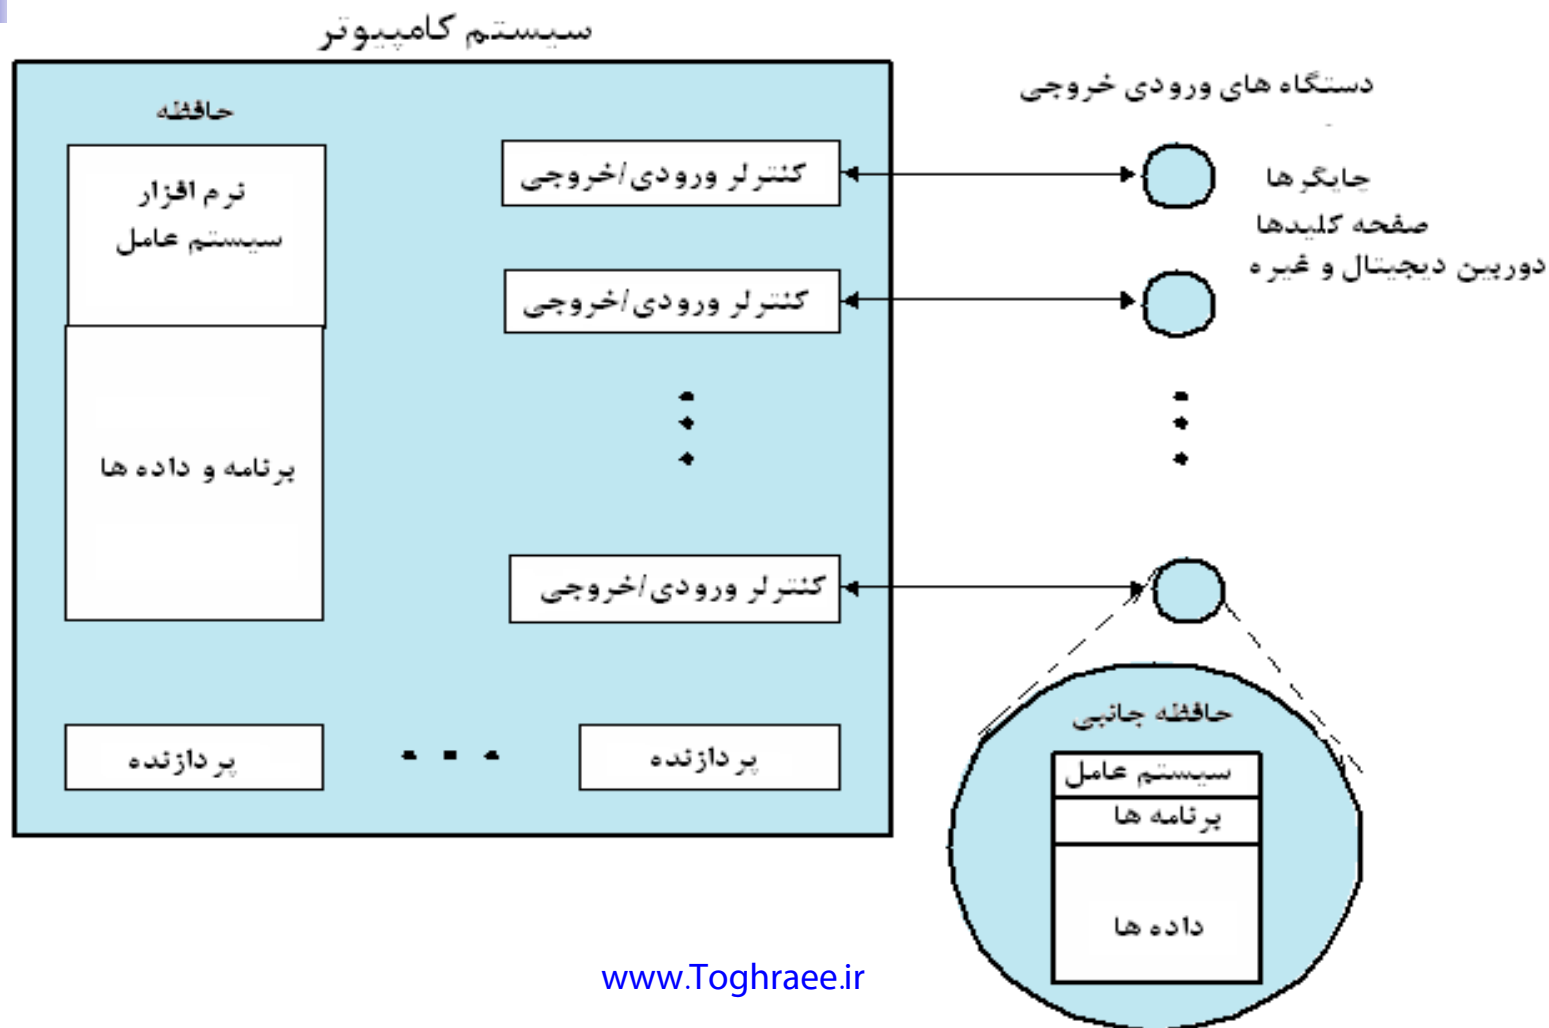 سیستم کامپیوتر
دستگاه های ورودی خروجی
حافظه
نرم افزار
سیستم عامل
کنترلر ورودی/خروجی
چاپگرها
صفحه کلیدها
دوربین دیجیتال و غیره
کنترلر ورودی/خروجی
برنامه و داده ها
کنترلر ورودی/خروجی
پردازنده
پردازنده
حافظه جانبی
سیستم عامل
برنامه ها
داده ها
www.Toghraee.ir